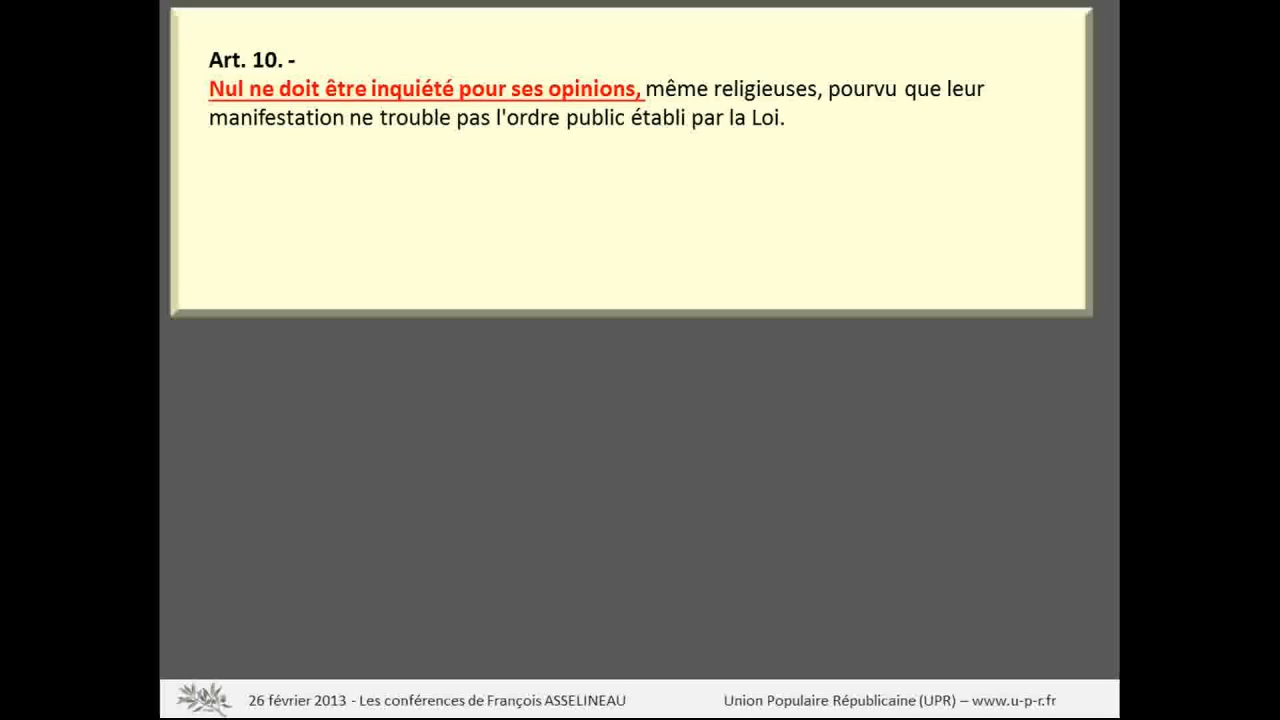 Art. 10. -
Nul ne doit être inquiété pour ses opinions, même religieuses, pourvu que leur
manifestation ne trouble pas l'ordre public établi par la Loi.
26 février 2013 - Les conférences de François ASSELINEAU
Union Populaire Républicaine (UPR) – www.u-p-r.fr